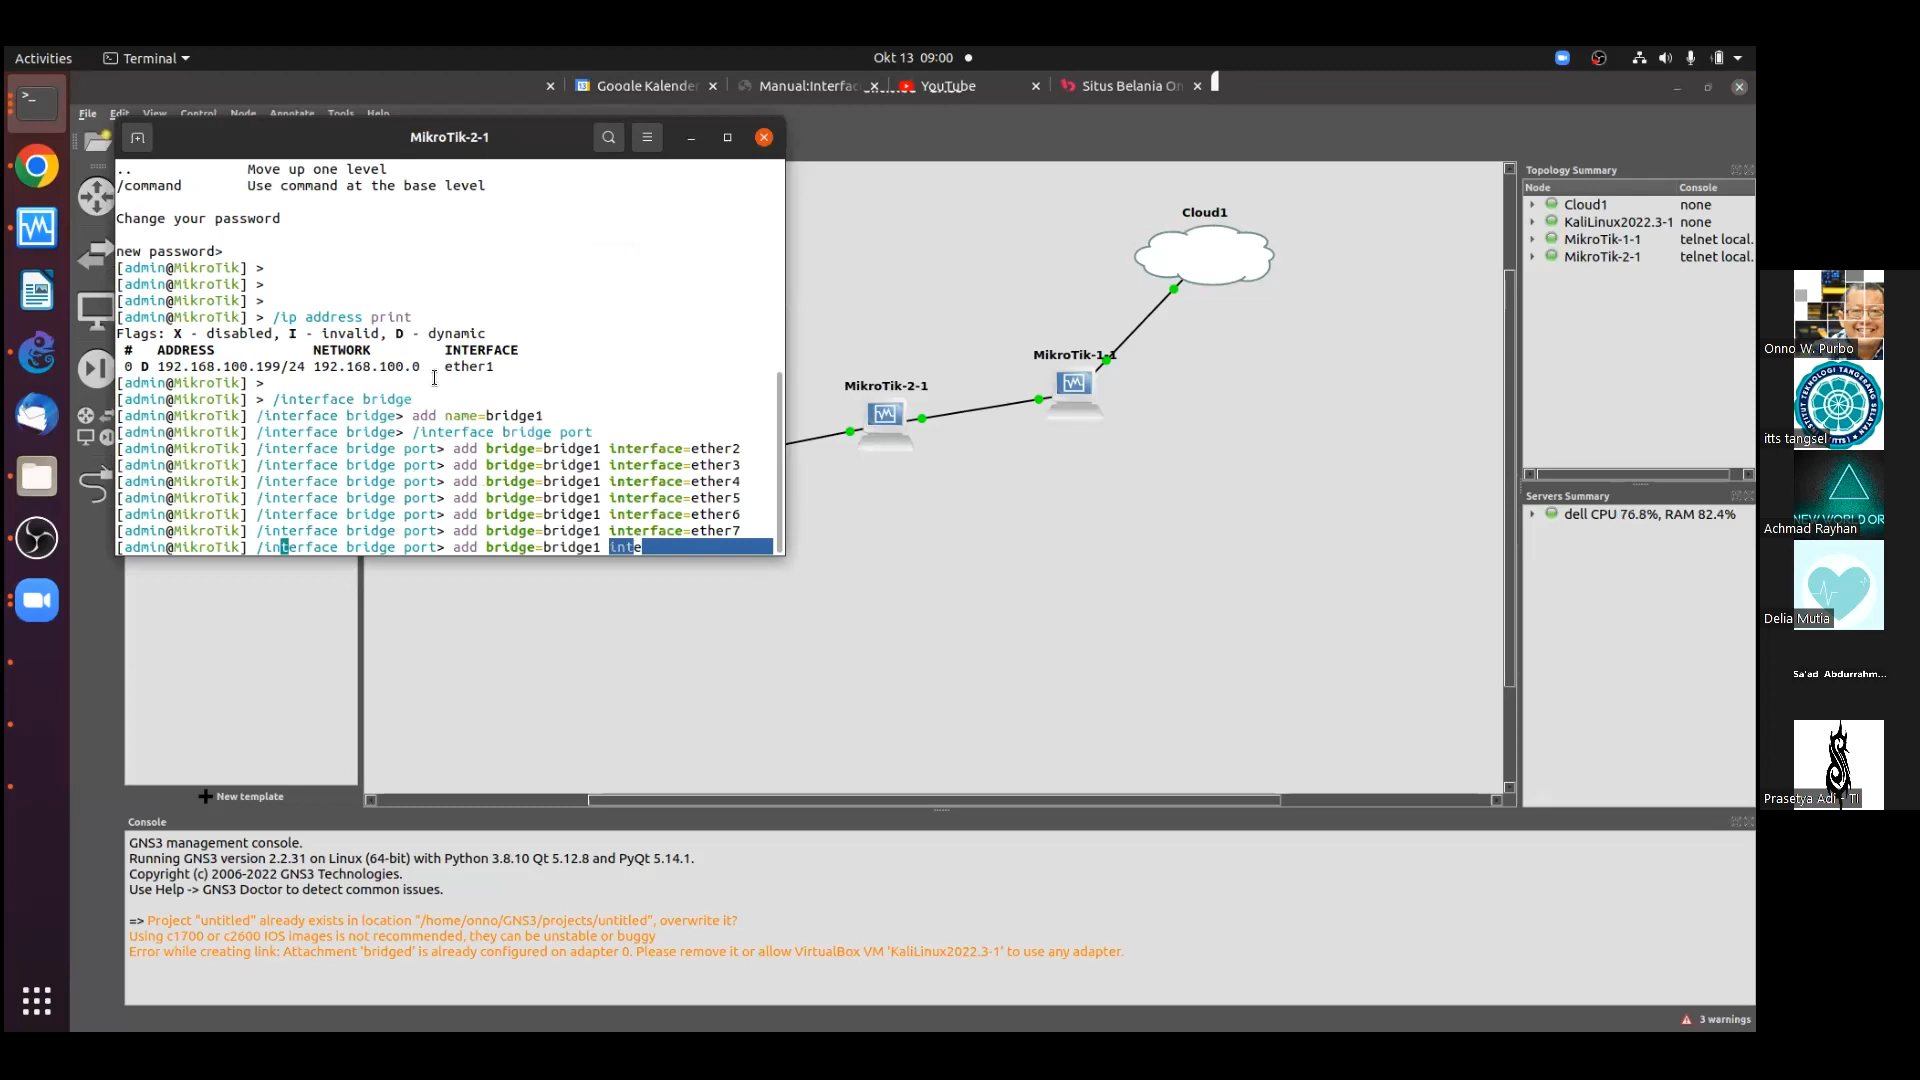 Activities
Terminal
Okt 13 09:00
Google Kalender
Manual:Interfac
YouTube
Situs Belania On
File Edit View Control Node Annotate Tools Help
MikroTik-2-1
.. Move up one level
/command Use command at the base level
Change your password
new password>
[admin@MikroTik] >
[admin@MikroTik] >
[admin@MikroTik] >
[admin@MikroTik] > /ip address print
Flags: X - disabled, I - invalid, D - dynamic
# ADDRESS NETWORK INTERFACE
0 D 192.168.100.199/24 192.168.100.0 ether1
[admin@MikroTik] >
[admin@MikroTik] > /interface bridge
[admin@MikroTik] /interface bridge> add name=bridge1
[admin@MikroTik] /interface bridge> /interface bridge port
[admin@MikroTik] /interface bridge port> add bridge=bridge1 interface=ether2
[admin@MikroTik] /interface bridge port> add bridge=bridge1 interface=ether3
[admin@MikroTik] /interface bridge port> add bridge=bridge1 interface=ether4
[admin@MikroTik] /interface bridge port> add bridge=bridge1 interface=ether5
[admin@MikroTik] /interface bridge port> add bridge=bridge1 interface=ether6
[admin@MikroTik] /interface bridge port> add bridge=bridge1 interface=ether7
[admin@MikroTik] /interface bridge port> add bridge=bridge1 inte
Cloud1
MikroTik-1-1
MikroTik-2-1
Topology Summary
Node Console
Cloud1 none
KaliLinux2022.3-1 none
MikroTik-1-1 telnet local.
MikroTik-2-1 telnet local.
Servers Summary
dell CPU 76.8%, RAM 82.4%
New template
Console
GNS3 management console.
Running GNS3 version 2.2.31 on Linux (64-bit) with Python 3.8.10 Qt 5.12.8 and PyQt 5.14.1.
Copyright (c) 2006-2022 GNS3 Technologies.
Use Help -> GNS3 Doctor to detect common issues.
=> Project "untitled" already exists in location "/home/onno/GNS3/projects/untitled", overwrite it?
Using c1700 or c2600 IOS images is not recommended, they can be unstable or buggy
Error while creating link: Attachment 'bridged' is already configured on adapter 0. Please remove it or allow VirtualBox VM 'KaliLinux2022.3-1' to use any adapter.
3 warnings
Onno W. Purbo
itts tangsel
NEW WORLD OR
Achmad Rayhan
Delia Mutia
Sa'ad Abdurrahm...
Prasetya Adi - TI